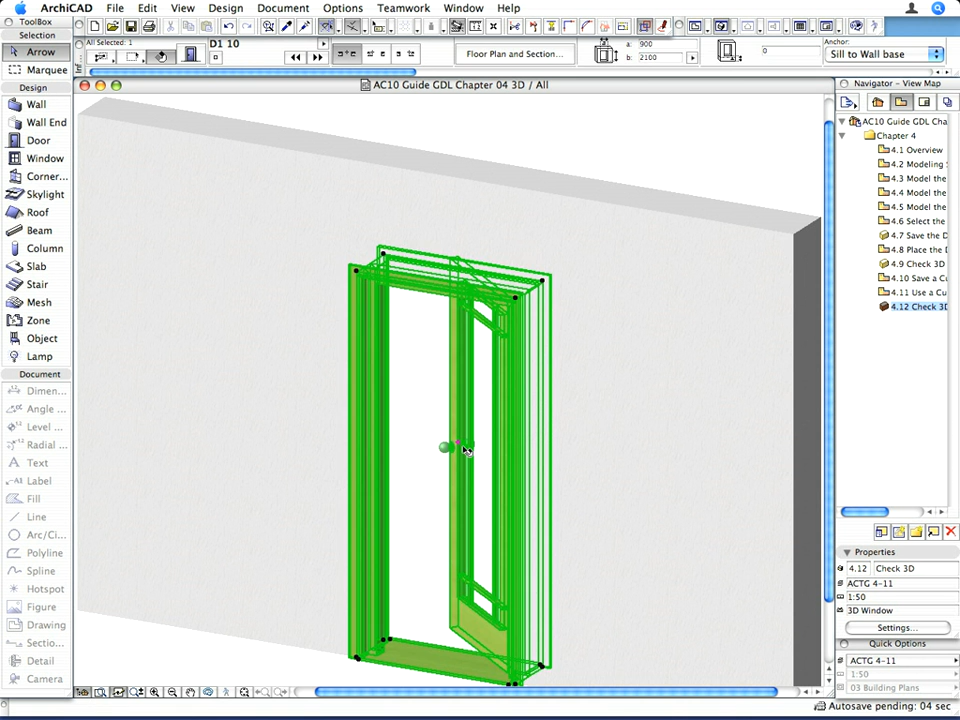 ArchiCAD File Edit View Design Document Options Teamwork Window Help
ToolBox
Selection
Arrow
Marquee
Design
Wall
Wall End
Door
Window
Corner...
Skylight
Roof
Beam
Column
Slab
Stair
Mesh
Zone
Object
Lamp
Document
Dimen...
Angle ...
Level ...
Radial ...
Text
Label
Fill
Line
Arc/Ci...
Polyline
Spline
Hotspot
Figure
Drawing
Sectio...
Detail
Camera
All Selected: 1
D1 10
Floor Plan and Section...
a: 900
b: 2100
0
Anchor:
Sill to Wall base
AC10 Guide GDL Chapter 04 3D / All
Navigator - View Map
AC10 Guide GDL Cha
Chapter 4
4.1 Overview
4.2 Modeling
4.3 Model the
4.4 Model the
4.5 Model the
4.6 Select the
4.7 Save the D
4.8 Place the D
4.9 Check 3D
4.10 Save a Cu
4.11 Use a Cu
4.12 Check 3D
Properties
4.12 Check 3D
ACTG 4-11
1:50
3D Window
Settings...
Quick Options
ACTG 4-11
1:50
03 Building Plans
Autosave pending: 04 sec